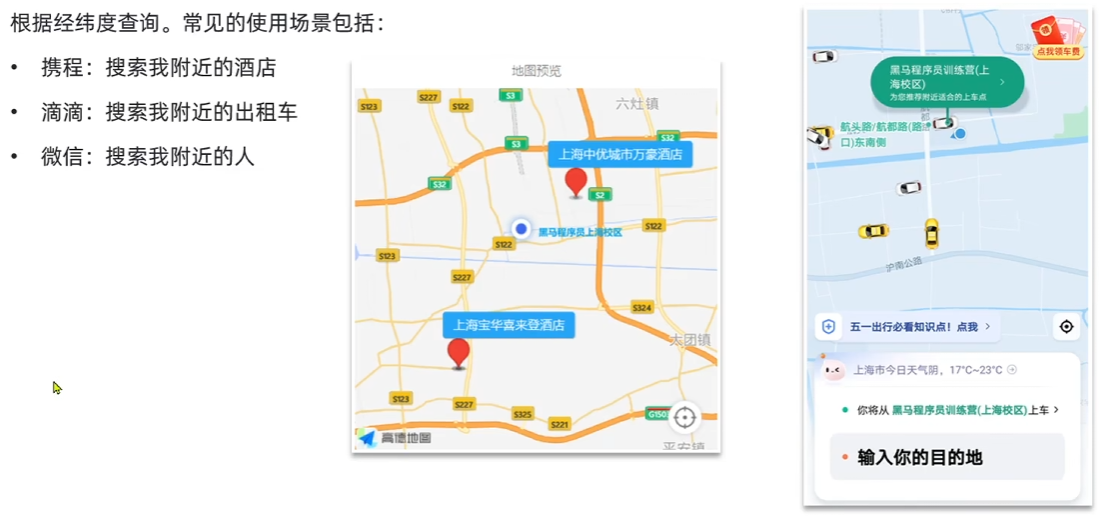 根据经纬度查询。常见的使用场景包括：
• 携程：搜索我附近的酒店
• 滴滴：搜索我附近的出租车
• 微信：搜索我附近的人
地图预览
S123
S227
S122
S3
六灶镇
S3
S32
上海中优城市万豪酒店
S32
S2
黑马程序员上海校区
S122
S122
S123
S227
S324
上海宝华喜来登酒店
大团镇
S123
S227
S325
S221
G1503
高德地图
平安镇
点我领车费
黑马程序员训练营(上
海校区)
为您推荐附近适合的上车点
航头路/航都路(路
口)东南侧
沪南公路
五一出行必看知识点！点我
上海市今日天气阴，17°C~23°C
你将从 黑马程序员训练营(上海校区)上车
输入你的目的地